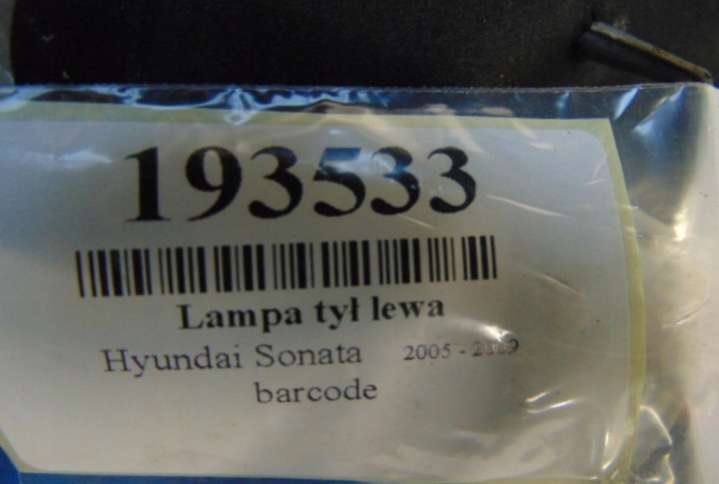 193533
Lampa tył lewa
Hyundai Sonata 2005 -
barcode